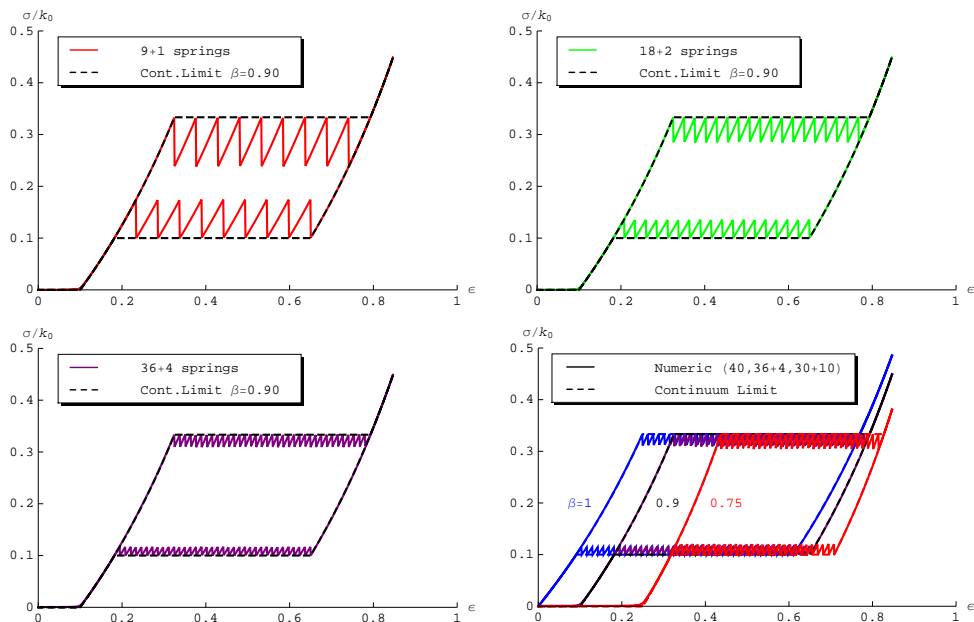 σ/k₀
9+1 springs
Cont.Limit β=0.90
0.5
0.4
0.3
0.2
0.1
0
0 0.2 0.4 0.6 0.8 1 ϵ
σ/k₀
18+2 springs
Cont.Limit β=0.90
0.5
0.4
0.3
0.2
0.1
0
0 0.2 0.4 0.6 0.8 1 ϵ
σ/k₀
36+4 springs
Cont.Limit β=0.90
0.5
0.4
0.3
0.2
0.1
0
0 0.2 0.4 0.6 0.8 1 ϵ
σ/k₀
Numeric (40,36+4,30+10)
Continuum Limit
0.5
0.4
0.3
0.2
β=1 0.9 0.75
0.1
0
0 0.2 0.4 0.6 0.8 1 ϵ